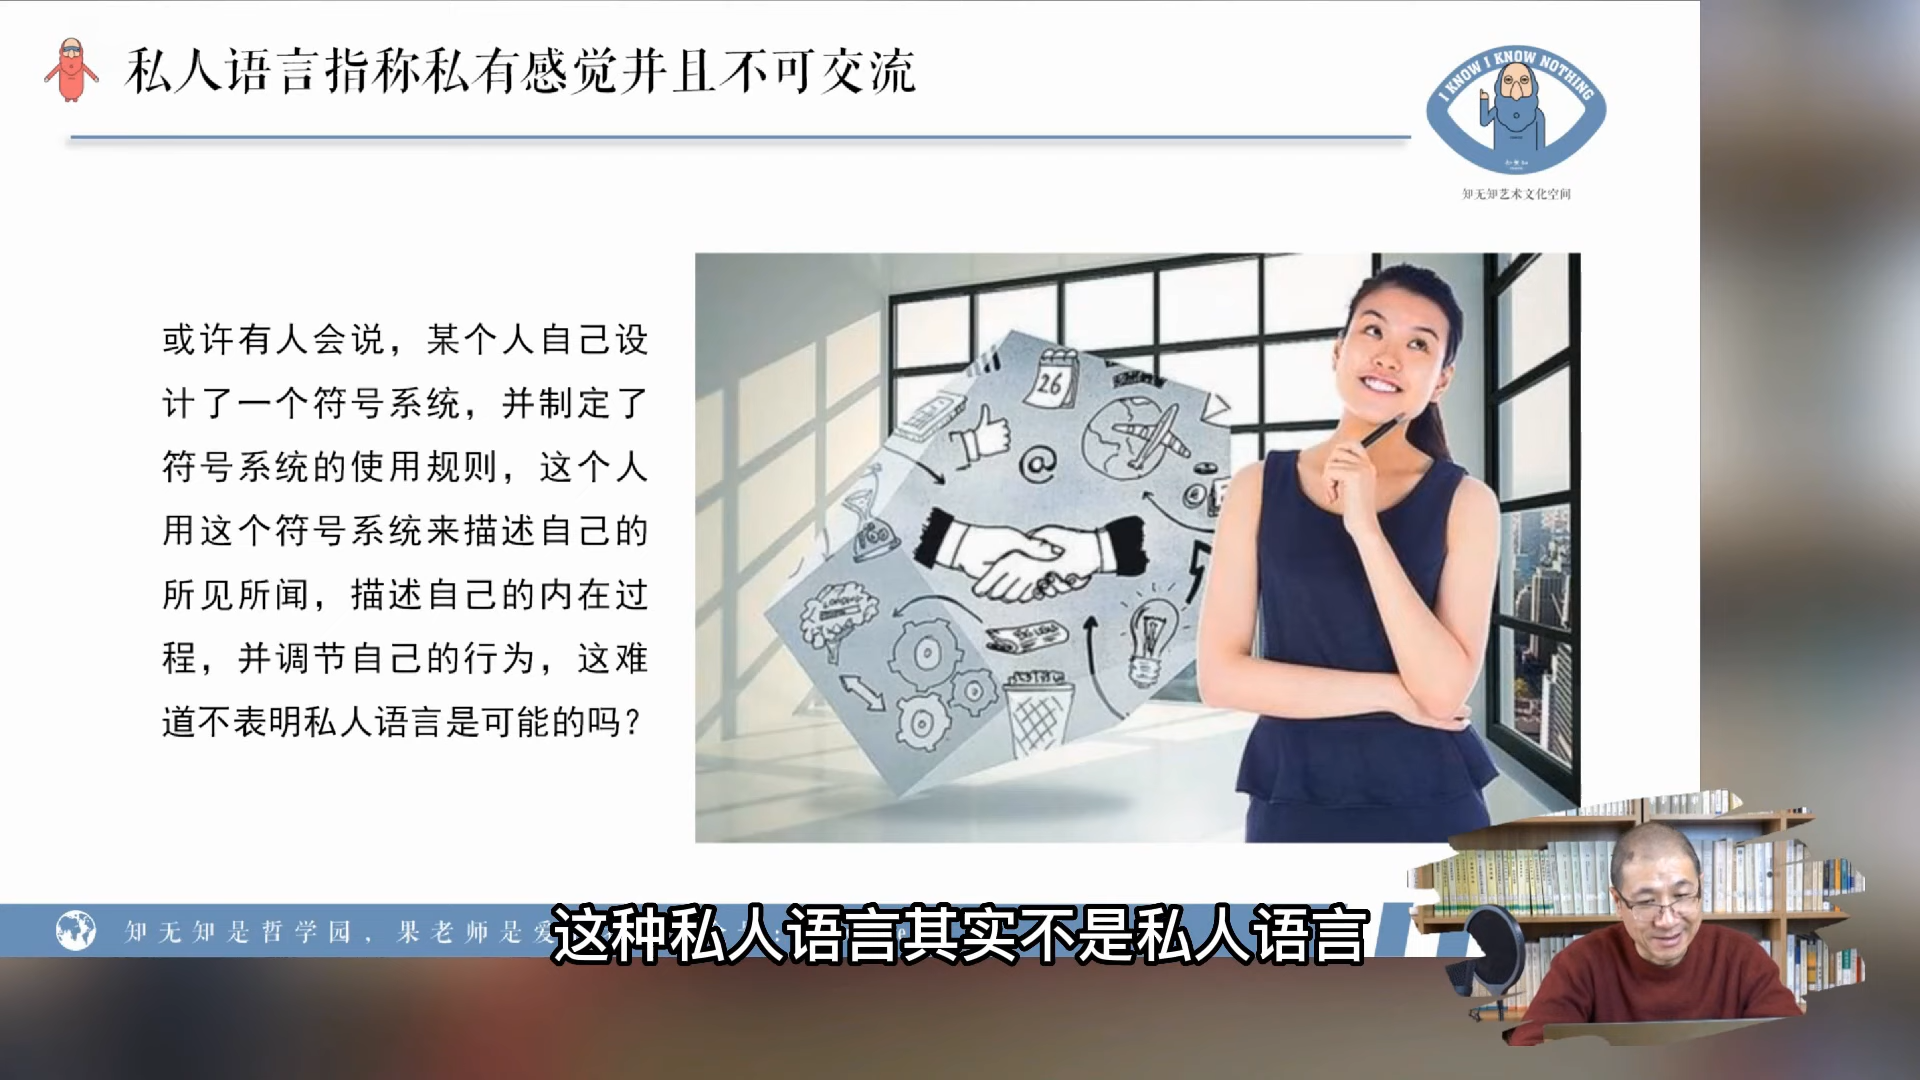 私人语言指称私有感觉并且不可交流
I KNOW I KNOW NOTHING
知无知艺术文化空间
或许有人会说，某个人自己设
计了一个符号系统，并制定了
符号系统的使用规则，这个人
用这个符号系统来描述自己的
所见所闻，描述自己的内在过
程，并调节自己的行为，这难
道不表明私人语言是可能的吗？
26
@
知无知是哲学园，果老师是爱
这种私人语言其实不是私人语言